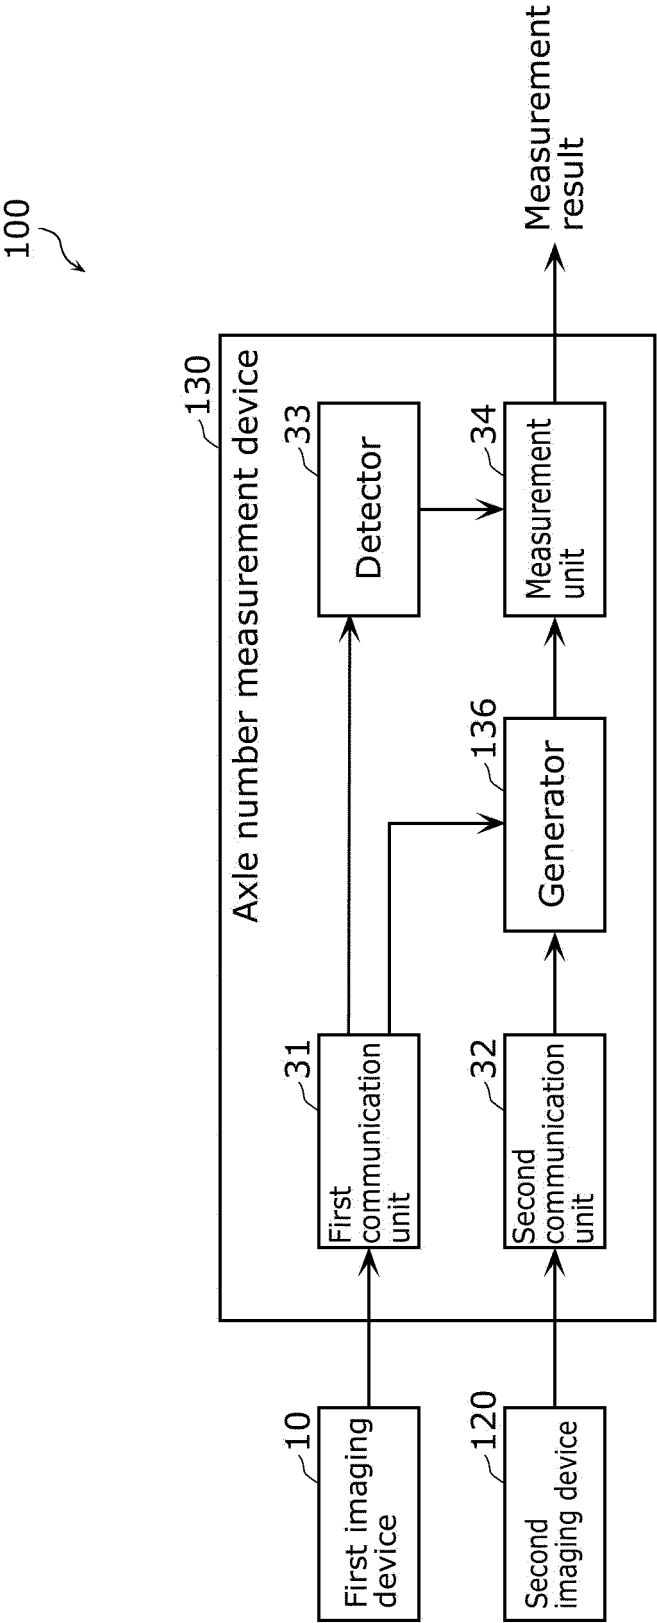 100
130
Axle number measurement device
10
First imaging
device
31
First
communication
unit
33
Detector
120
Second
imaging device
32
Second
communication
unit
136
Generator
34
Measurement
unit
Measurement
result